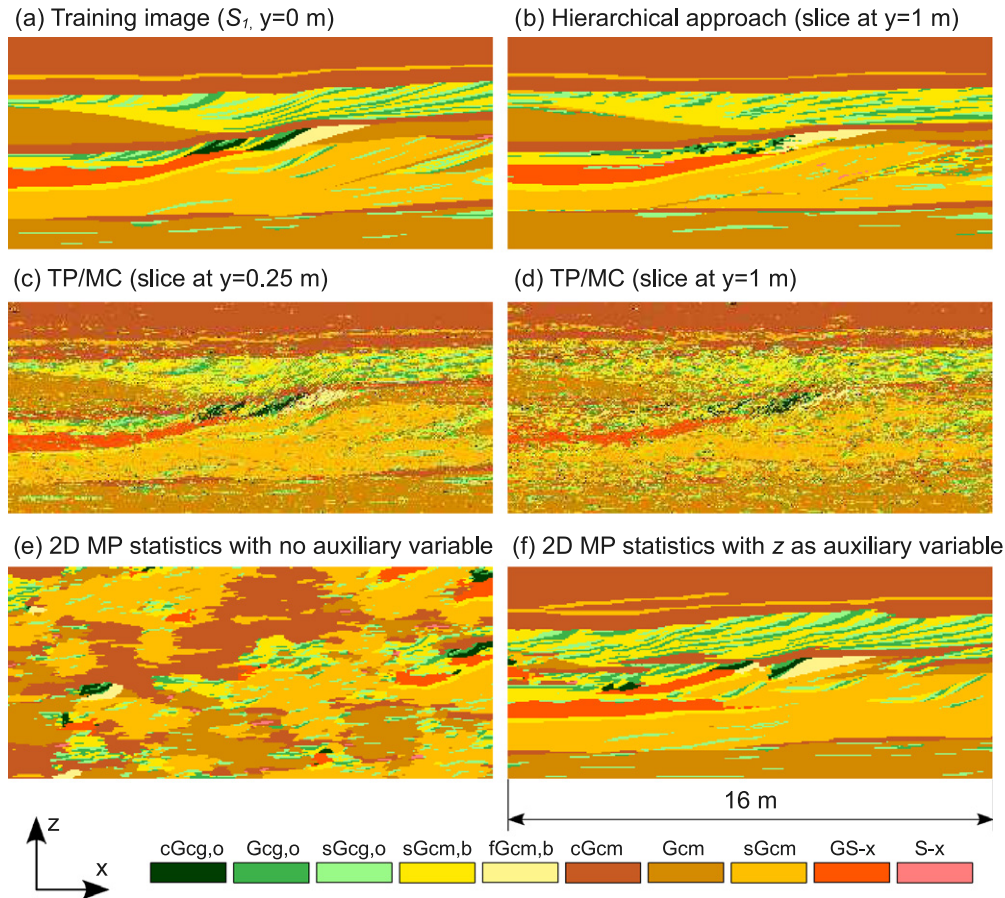 (a) Training image (S1, y=0 m)
(b) Hierarchical approach (slice at y=1 m)
(c) TP/MC (slice at y=0.25 m)
(d) TP/MC (slice at y=1 m)
(e) 2D MP statistics with no auxiliary variable
(f) 2D MP statistics with z as auxiliary variable
16 m
z
x
cGcg,o Gcg,o sGcg,o sGcm,b fGcm,b cGcm Gcm sGcm GS-x S-x